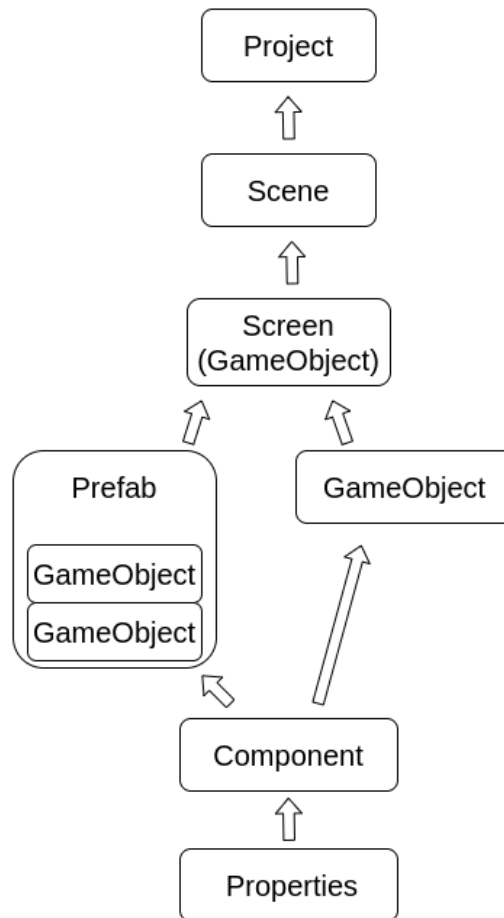 Project
Scene
Screen
(GameObject)
Prefab
GameObject
GameObject
GameObject
Component
Properties